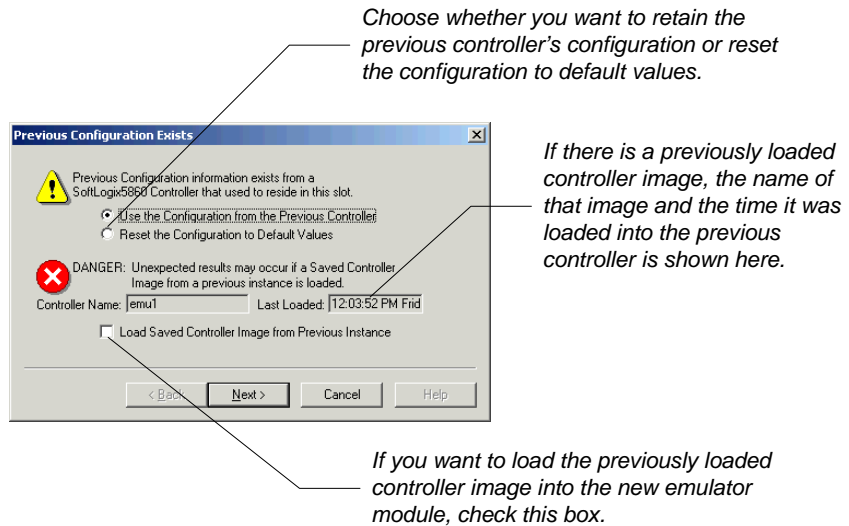 Choose whether you want to retain the
previous controller's configuration or reset
the configuration to default values.
Previous Configuration Exists
Previous Configuration information exists from a
SoftLogix5860 Controller that used to reside in this slot.
Use the Configuration from the Previous Controller
Reset the Configuration to Default Values
DANGER: Unexpected results may occur if a Saved Controller
Image from a previous instance is loaded.
Controller Name: emu1 Last Loaded: 12:03:52 PM Frid
Load Saved Controller Image from Previous Instance
< Back Next > Cancel Help
If there is a previously loaded
controller image, the name of
that image and the time it was
loaded into the previous
controller is shown here.
If you want to load the previously loaded
controller image into the new emulator
module, check this box.